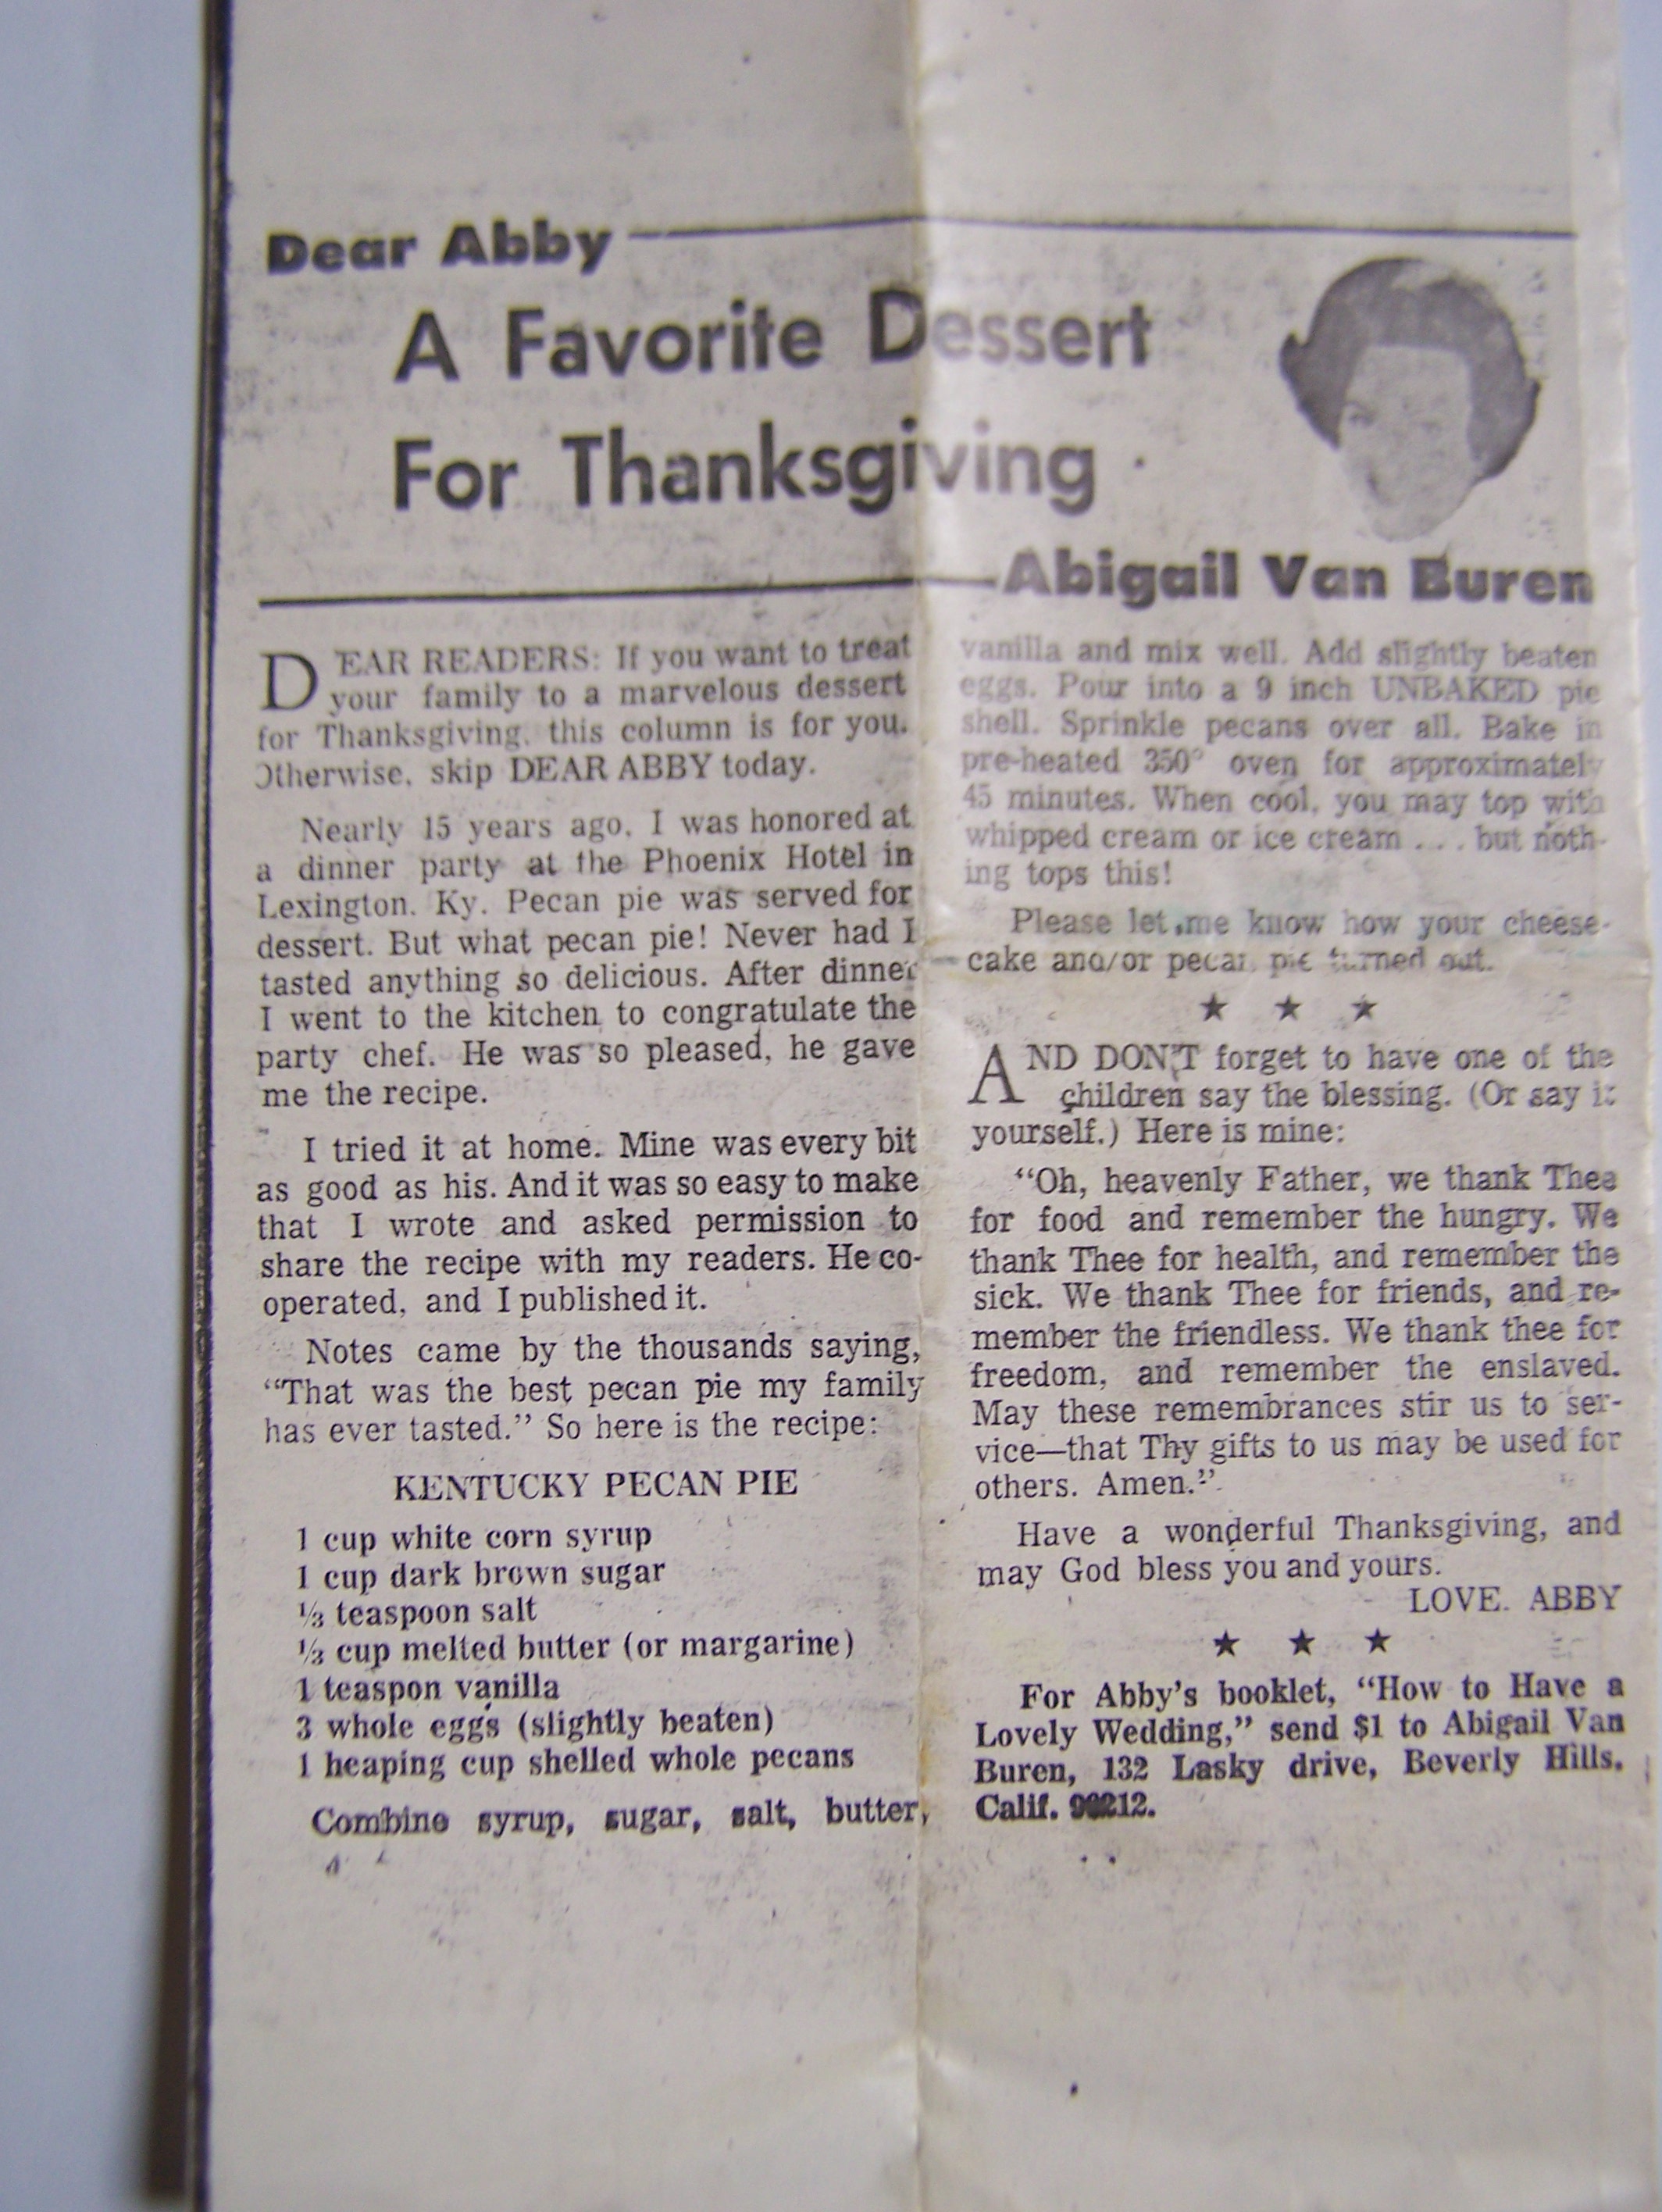 Dear Abby
A Favorite Dessert
For Thanksgiving
Abigail Van Buren
DEAR READERS: If you want to treat
your family to a marvelous dessert
for Thanksgiving, this column is for you.
Otherwise, skip DEAR ABBY today.
Nearly 15 years ago, I was honored at
a dinner party at the Phoenix Hotel in
Lexington, Ky. Pecan pie was served for
dessert. But what pecan pie! Never had I
tasted anything so delicious. After dinner
I went to the kitchen to congratulate the
party chef. He was so pleased, he gave
me the recipe.
I tried it at home. Mine was every bit
as good as his. And it was so easy to make
that I wrote and asked permission to
share the recipe with my readers. He co-
operated, and I published it.
Notes came by the thousands saying,
“That was the best pecan pie my family
has ever tasted.” So here is the recipe:
KENTUCKY PECAN PIE
1 cup white corn syrup
1 cup dark brown sugar
⅓ teaspoon salt
⅓ cup melted butter (or margarine)
1 teaspon vanilla
3 whole eggs (slightly beaten)
1 heaping cup shelled whole pecans
Combine syrup, sugar, salt, butter,
vanilla and mix well. Add slightly beaten
eggs. Pour into a 9 inch UNBAKED pie
shell. Sprinkle pecans over all. Bake in
pre-heated 350° oven for approximately
45 minutes. When cool, you may top with
whipped cream or ice cream . . . but noth-
ing tops this!
Please let me know how your cheese-
cake and/or pecan pie turned out.
★ ★ ★
AND DON'T forget to have one of the
children say the blessing. (Or say it
yourself.) Here is mine:
“Oh, heavenly Father, we thank Thee
for food and remember the hungry. We
thank Thee for health, and remember the
sick. We thank Thee for friends, and re-
member the friendless. We thank thee for
freedom, and remember the enslaved.
May these remembrances stir us to ser-
vice—that Thy gifts to us may be used for
others. Amen.”
Have a wonderful Thanksgiving, and
may God bless you and yours.
LOVE, ABBY
★ ★ ★
For Abby’s booklet, “How to Have a
Lovely Wedding,” send $1 to Abigail Van
Buren, 132 Lasky drive, Beverly Hills,
Calif. 90212.